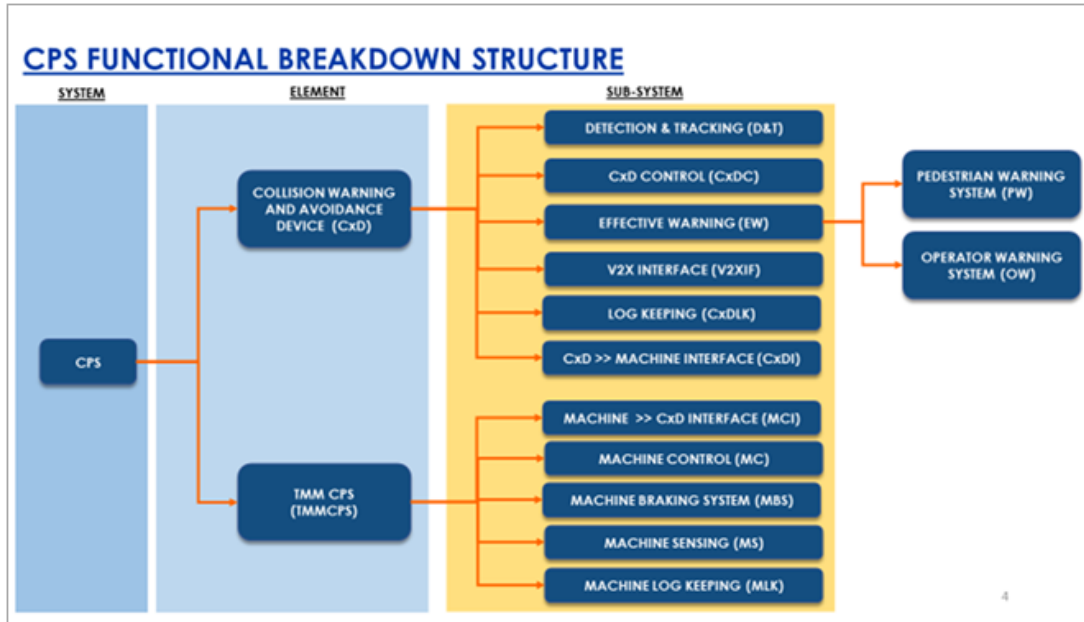 CPS FUNCTIONAL BREAKDOWN STRUCTURE
SYSTEM
ELEMENT
SUB-SYSTEM
CPS
COLLISION WARNING
AND AVOIDANCE
DEVICE (CxD)
TMM CPS
(TMMCPS)
DETECTION & TRACKING (D&T)
CxD CONTROL (CxDC)
EFFECTIVE WARNING (EW)
V2X INTERFACE (V2XIF)
LOG KEEPING (CxDLK)
CxD >> MACHINE INTERFACE (CxDI)
MACHINE >> CxD INTERFACE (MCI)
MACHINE CONTROL (MC)
MACHINE BRAKING SYSTEM (MBS)
MACHINE SENSING (MS)
MACHINE LOG KEEPING (MLK)
PEDESTRIAN WARNING
SYSTEM (PW)
OPERATOR WARNING
SYSTEM (OW)
4